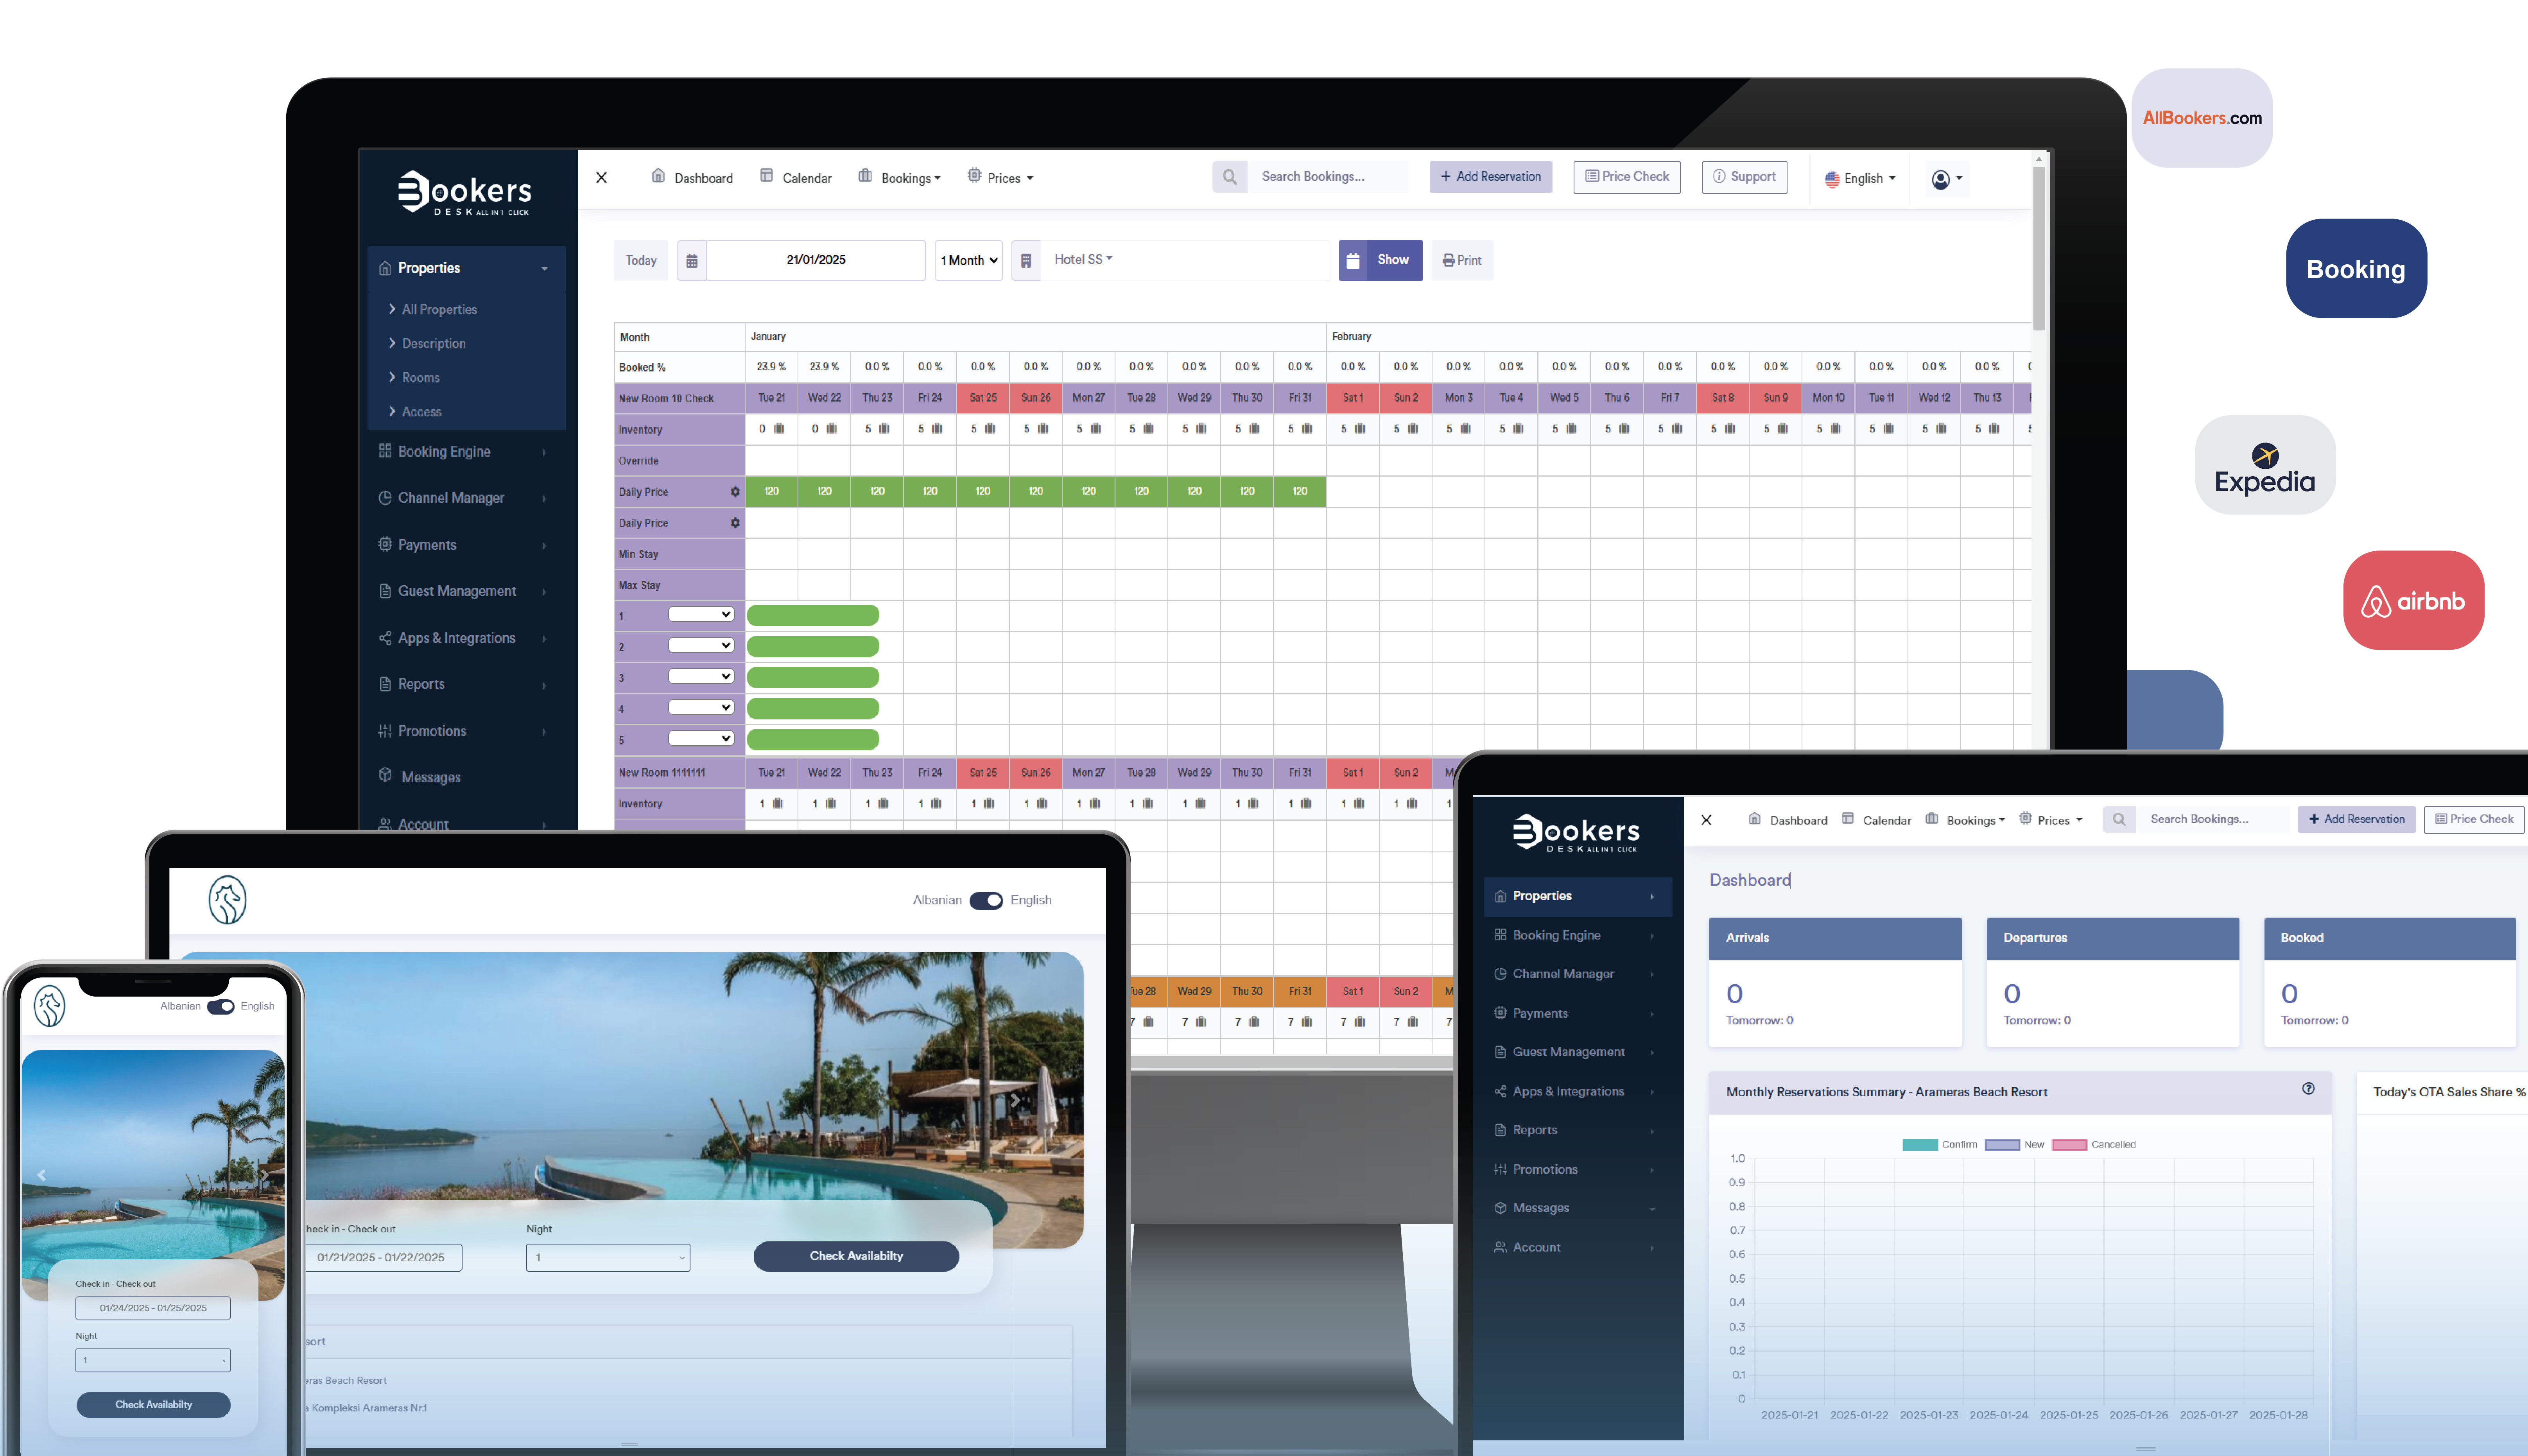 AllBookers.com
Booking
Expedia
airbnb
Bookers
DESK ALL IN 1 CLICK
Dashboard Calendar Bookings Prices Search Bookings... + Add Reservation Price Check Support English
Properties
All Properties
Description
Rooms
Access
Booking Engine
Channel Manager
Payments
Guest Management
Apps & Integrations
Reports
Promotions
Messages
Account
Today 21/01/2025 1 Month Hotel SS Show Print
Month January February
Booked % 23.9 % 23.9 % 0.0 % 0.0 % 0.0 % 0.0 % 0.0 % 0.0 % 0.0 % 0.0 % 0.0 % 0.0 % 0.0 % 0.0 % 0.0 % 0.0 % 0.0 % 0.0 % 0.0 % 0.0 % 0.0 % 0.0 % 0.0 % 0.0 %
New Room 10 Check Tue 21 Wed 22 Thu 23 Fri 24 Sat 25 Sun 26 Mon 27 Tue 28 Wed 29 Thu 30 Fri 31 Sat 1 Sun 2 Mon 3 Tue 4 Wed 5 Thu 6 Fri 7 Sat 8 Sun 9 Mon 10 Tue 11 Wed 12 Thu 13
Inventory 0 0 5 5 5 5 5 5 5 5 5 5 5 5 5 5 5 5 5 5 5 5 5 5
Override
Daily Price 120 120 120 120 120 120 120 120 120 120 120
Daily Price
Min Stay
Max Stay
1
2
3
4
5
New Room 1111111 Tue 21 Wed 22 Thu 23 Fri 24 Sat 25 Sun 26 Mon 27 Tue 28 Wed 29 Thu 30 Fri 31 Sat 1 Sun 2
Inventory 1 1 1 1 1 1 1 1 1 1 1 1 1 1
Tue 28 Wed 29 Thu 30 Fri 31 Sat 1 Sun 2
7 7 7 7 7 7 7
Albanian English
Check in - Check out Night
01/21/2025 - 01/22/2025 1 Check Availabilty
Beach Resort
Kompleksi Arameras Nr.1
Albanian English
Check in - Check out
01/24/2025 - 01/25/2025
Night
1
Check Availabilty
Bookers
DESK ALL IN 1 CLICK
Dashboard Calendar Bookings Prices Search Bookings... + Add Reservation Price Check
Properties
Booking Engine
Channel Manager
Payments
Guest Management
Apps & Integrations
Reports
Promotions
Messages
Account
Dashboard
Arrivals Departures Booked
0 0 0
Tomorrow: 0 Tomorrow: 0 Tomorrow: 0
Monthly Reservations Summary - Arameras Beach Resort
Today's OTA Sales Share %
Confirm New Cancelled
1.0
0.9
0.8
0.7
0.6
0.5
0.4
0.3
0.2
0.1
0
2025-01-21 2025-01-22 2025-01-23 2025-01-24 2025-01-25 2025-01-26 2025-01-27 2025-01-28